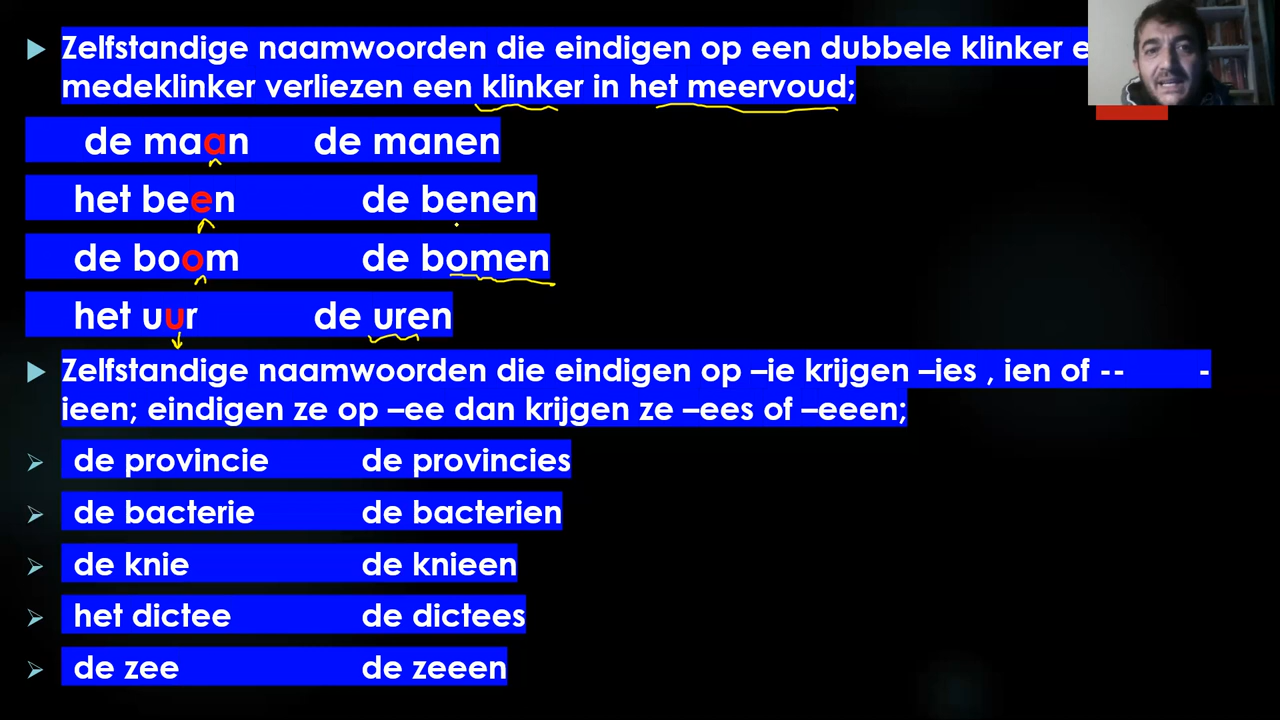 Zelfstandige naamwoorden die eindigen op een dubbele klinker
medeklinker verliezen een klinker in het meervoud;
de maan de manen
het been de benen
de boom de bomen
het uur de uren
Zelfstandige naamwoorden die eindigen op –ie krijgen –ies , ien of -- -
ieen; eindigen ze op –ee dan krijgen ze –ees of –eeen;
de provincie de provincies
de bacterie de bacterien
de knie de knieen
het dictee de dictees
de zee de zeeen